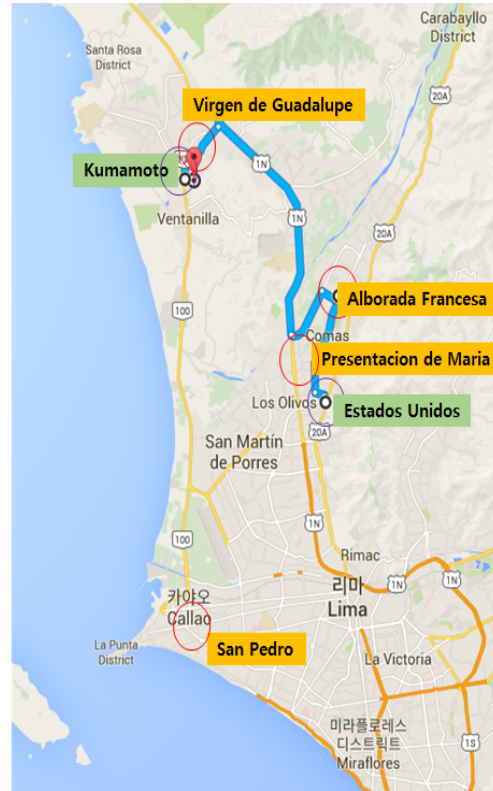 Carabayllo
District
Santa Rosa
District
20A
Virgen de Guadalupe
1N
Kumamoto
Ventanilla
1N
20A
100
Alborada Francesa
Comas
Presentacion de Maria
Los Olivos
Estados Unidos
20A
San Martín
de Porres
1N
100
Rimac
카야오
Callao
리마
Lima
1N
La Punta
District
San Pedro
La Victoria
미라플로레스
디스트릭트
Miraflores
1S